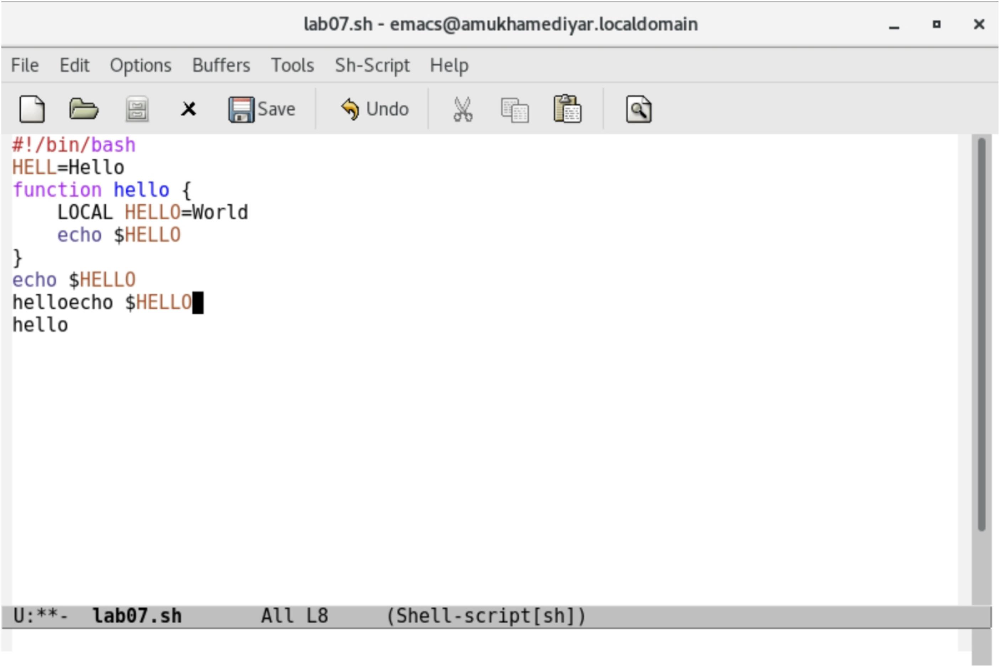 lab07.sh - emacs@amukhamediyar.localdomain
File Edit Options Buffers Tools Sh-Script Help
Save Undo
#!/bin/bash
HELL=Hello
function hello {
    LOCAL HELLO=World
    echo $HELLO
}
echo $HELLO
helloecho $HELLO
hello
U:**-  lab07.sh       All L8     (Shell-script[sh])